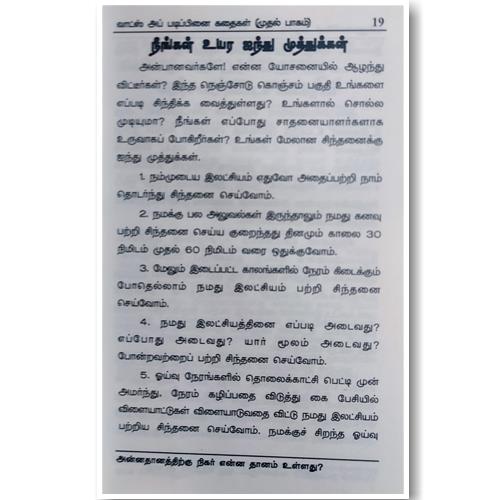 வாட்ஸ் அப் படிப்பினை கதைகள் (முதல் பாகம்) 19
நீங்கள் உயர ஐந்து முத்துக்கள்
அன்பானவர்களே! என்ன யோசனையில் ஆழந்து
விட்டீர்கள்? இந்த நெஞ்சோடு கொஞ்சம் பகுதி உங்களை
எப்படி சிந்திக்க வைத்துள்ளது? உங்களால் சொல்ல
முடியுமா? நீங்கள் எப்போது சாதனையாளர்களாக
உருவாகப் போகிறீர்கள்? உங்கள் மேலான சிந்தனைக்கு
ஐந்து முத்துக்கள்.
1. நம்முடைய இலட்சியம் எதுவோ அதைப்பற்றி நாம்
தொடர்ந்து சிந்தனை செய்வோம்.
2. நமக்கு பல அலுவல்கள் இருந்தாலும் நமது கனவு
பற்றி சிந்தனை செய்ய குறைந்தது தினமும் காலை 30
நிமிடம் முதல் 60 நிமிடம் வரை ஒதுக்குவோம்.
3. மேலும் இடைப்பட்ட காலங்களில் நேரம் கிடைக்கும்
போதெல்லாம் நமது இலட்சியம் பற்றி சிந்தனை
செய்வோம்.
4. நமது இலட்சியத்தினை எப்படி அடைவது?
எப்போது அடைவது? யார் மூலம் அடைவது?
போன்றவற்றைப் பற்றி சிந்தனை செய்வோம்.
5. ஓய்வு நேரங்களில் தொலைக்காட்சி பெட்டி முன்
அமர்ந்து, நேரம் கழிப்பதை விடுத்து கை பேசியில்
விளையாட்டுகள் விளையாடுவதை விட்டு நமது இலட்சியம்
பற்றிய சிந்தனை செய்வோம். நமக்குச் சிறந்த ஓய்வு
அன்னதானத்திற்கு நிகர் என்ன தானம் உள்ளது?